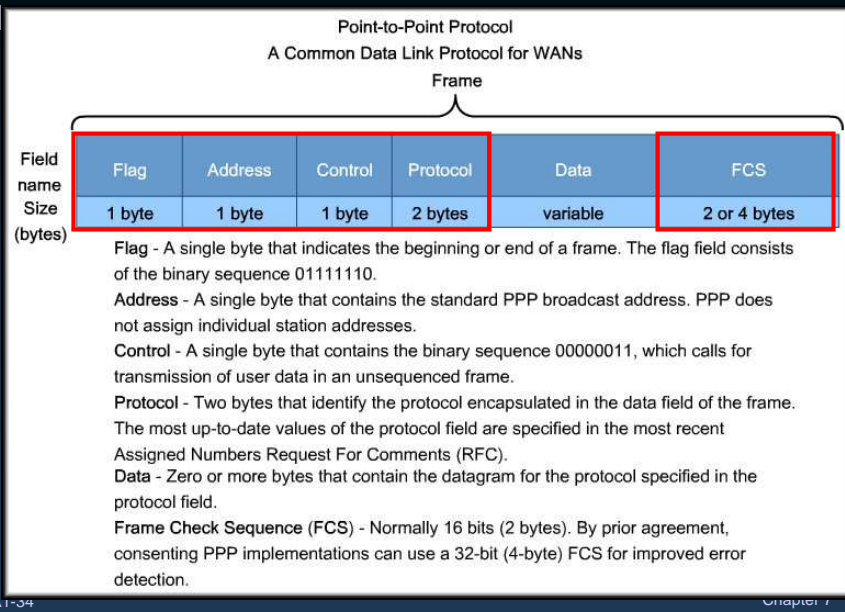 Point-to-Point Protocol
A Common Data Link Protocol for WANs
Frame
Field name
Flag
Address
Control
Protocol
Data
FCS
Size (bytes)
1 byte
1 byte
1 byte
2 bytes
variable
2 or 4 bytes
Flag - A single byte that indicates the beginning or end of a frame. The flag field consists
of the binary sequence 01111110.
Address - A single byte that contains the standard PPP broadcast address. PPP does
not assign individual station addresses.
Control - A single byte that contains the binary sequence 00000011, which calls for
transmission of user data in an unsequenced frame.
Protocol - Two bytes that identify the protocol encapsulated in the data field of the frame.
The most up-to-date values of the protocol field are specified in the most recent
Assigned Numbers Request For Comments (RFC).
Data - Zero or more bytes that contain the datagram for the protocol specified in the
protocol field.
Frame Check Sequence (FCS) - Normally 16 bits (2 bytes). By prior agreement,
consenting PPP implementations can use a 32-bit (4-byte) FCS for improved error
detection.
1-34
Chapter 7